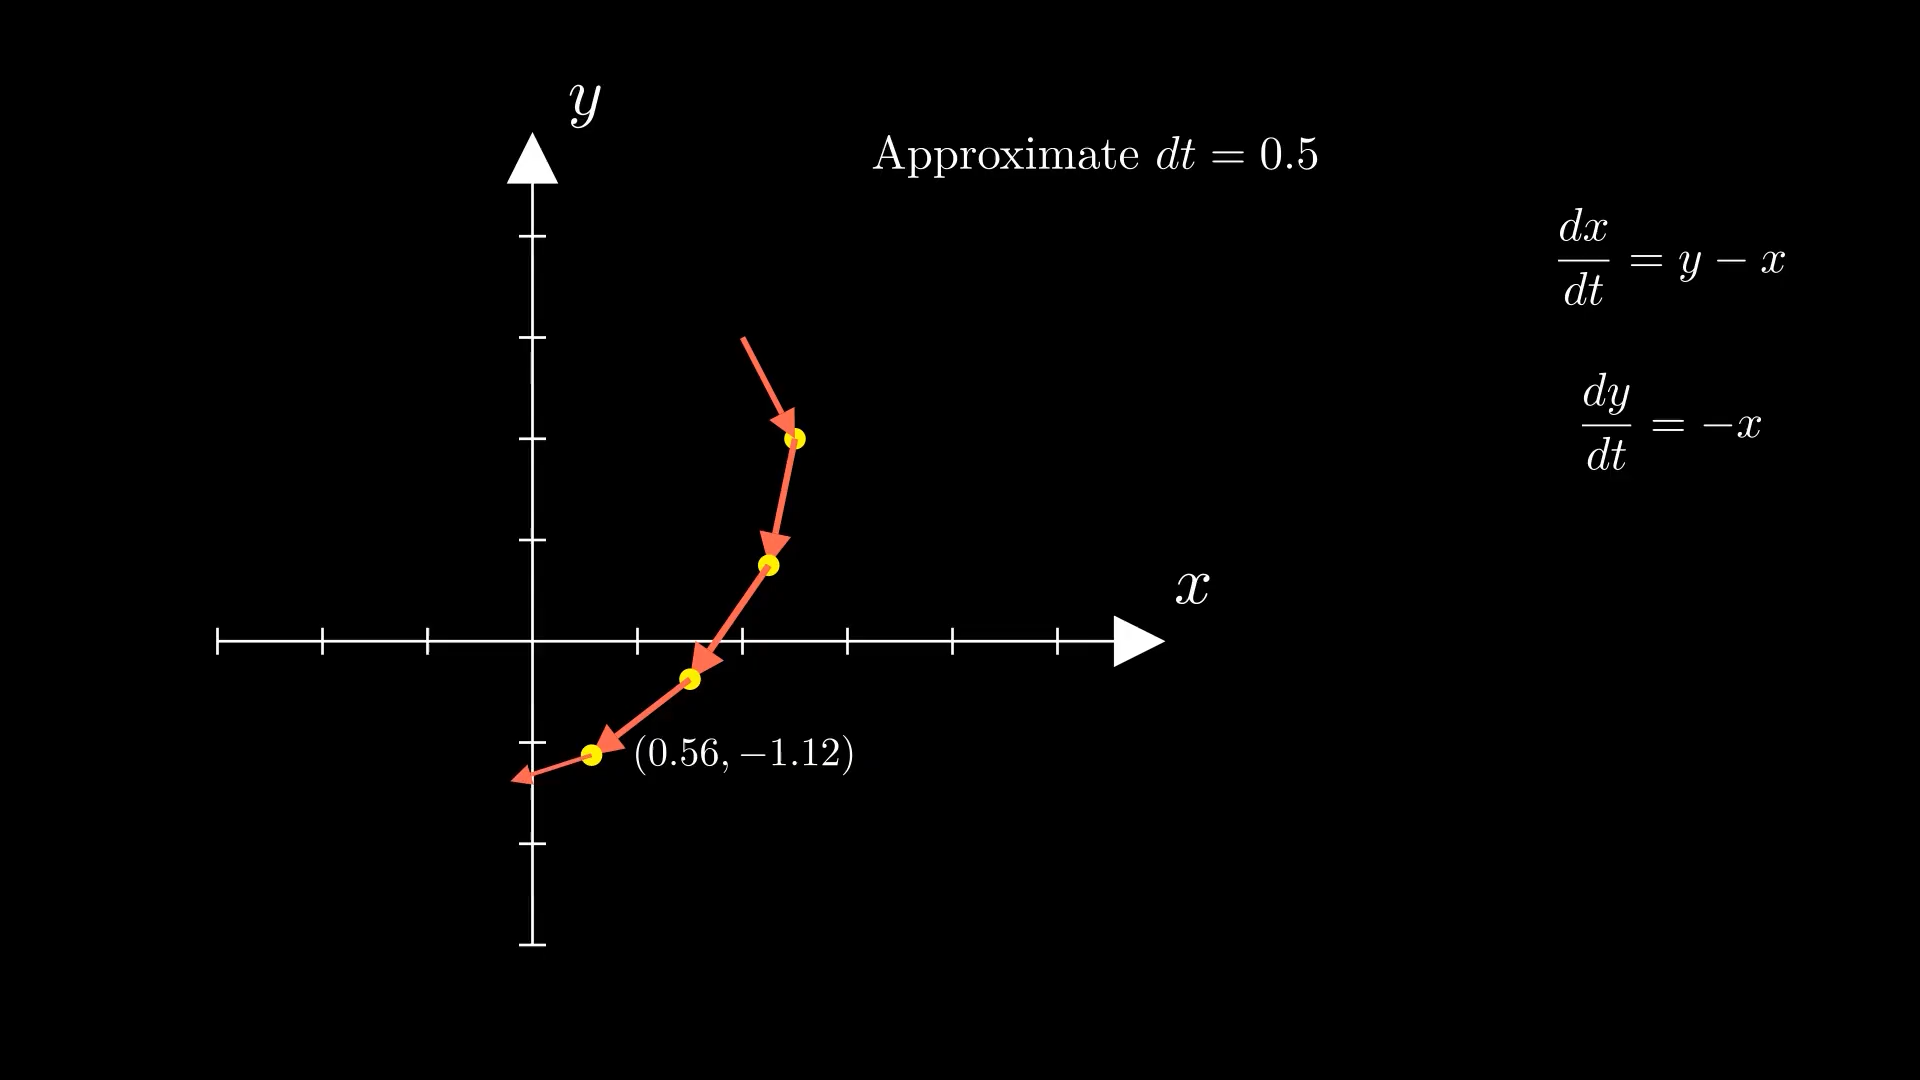 y
Approximate dt = 0.5
dx/dt = y − x
dy/dt = −x
x
(0.56, −1.12)